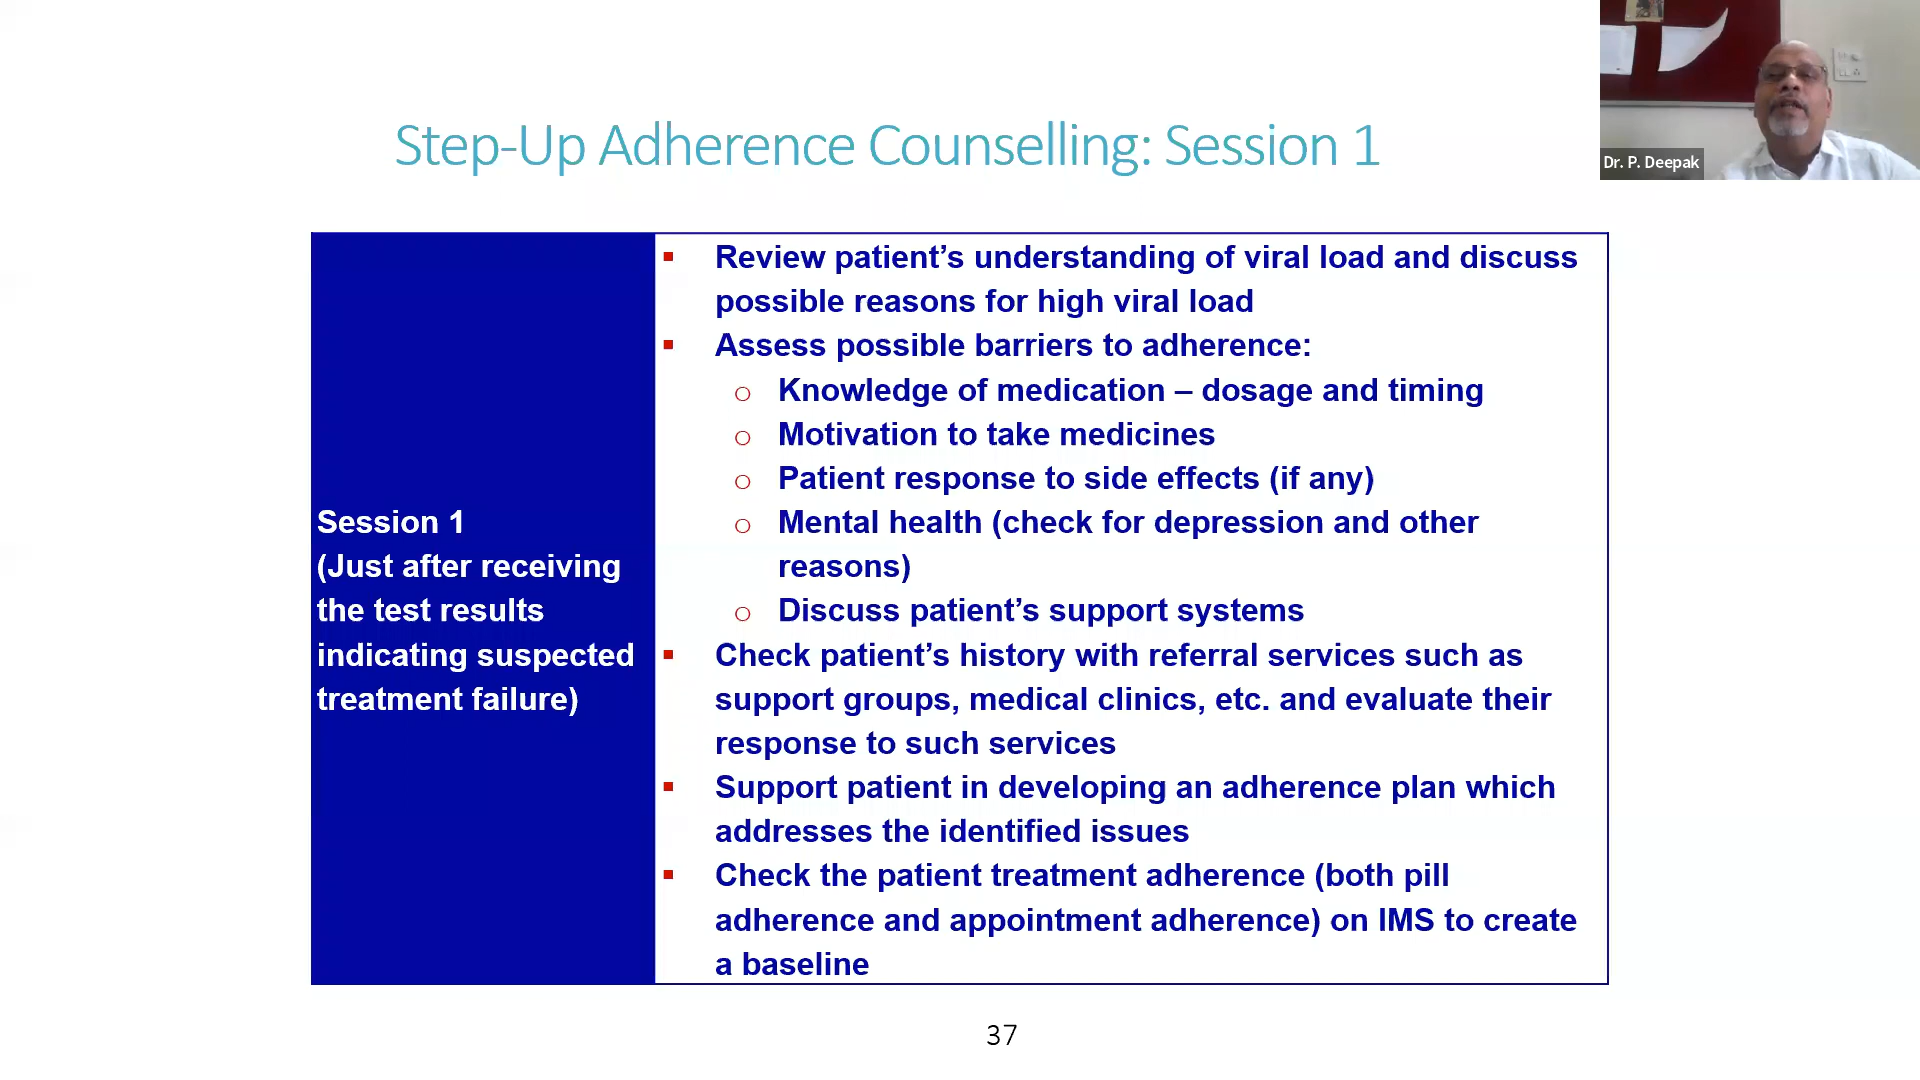 Step-Up Adherence Counselling: Session 1
Dr. P. Deepak
Session 1
(Just after receiving
the test results
indicating suspected
treatment failure)
▪ Review patient’s understanding of viral load and discuss
possible reasons for high viral load
▪ Assess possible barriers to adherence:
o Knowledge of medication – dosage and timing
o Motivation to take medicines
o Patient response to side effects (if any)
o Mental health (check for depression and other
reasons)
o Discuss patient’s support systems
▪ Check patient’s history with referral services such as
support groups, medical clinics, etc. and evaluate their
response to such services
▪ Support patient in developing an adherence plan which
addresses the identified issues
▪ Check the patient treatment adherence (both pill
adherence and appointment adherence) on IMS to create
a baseline
37